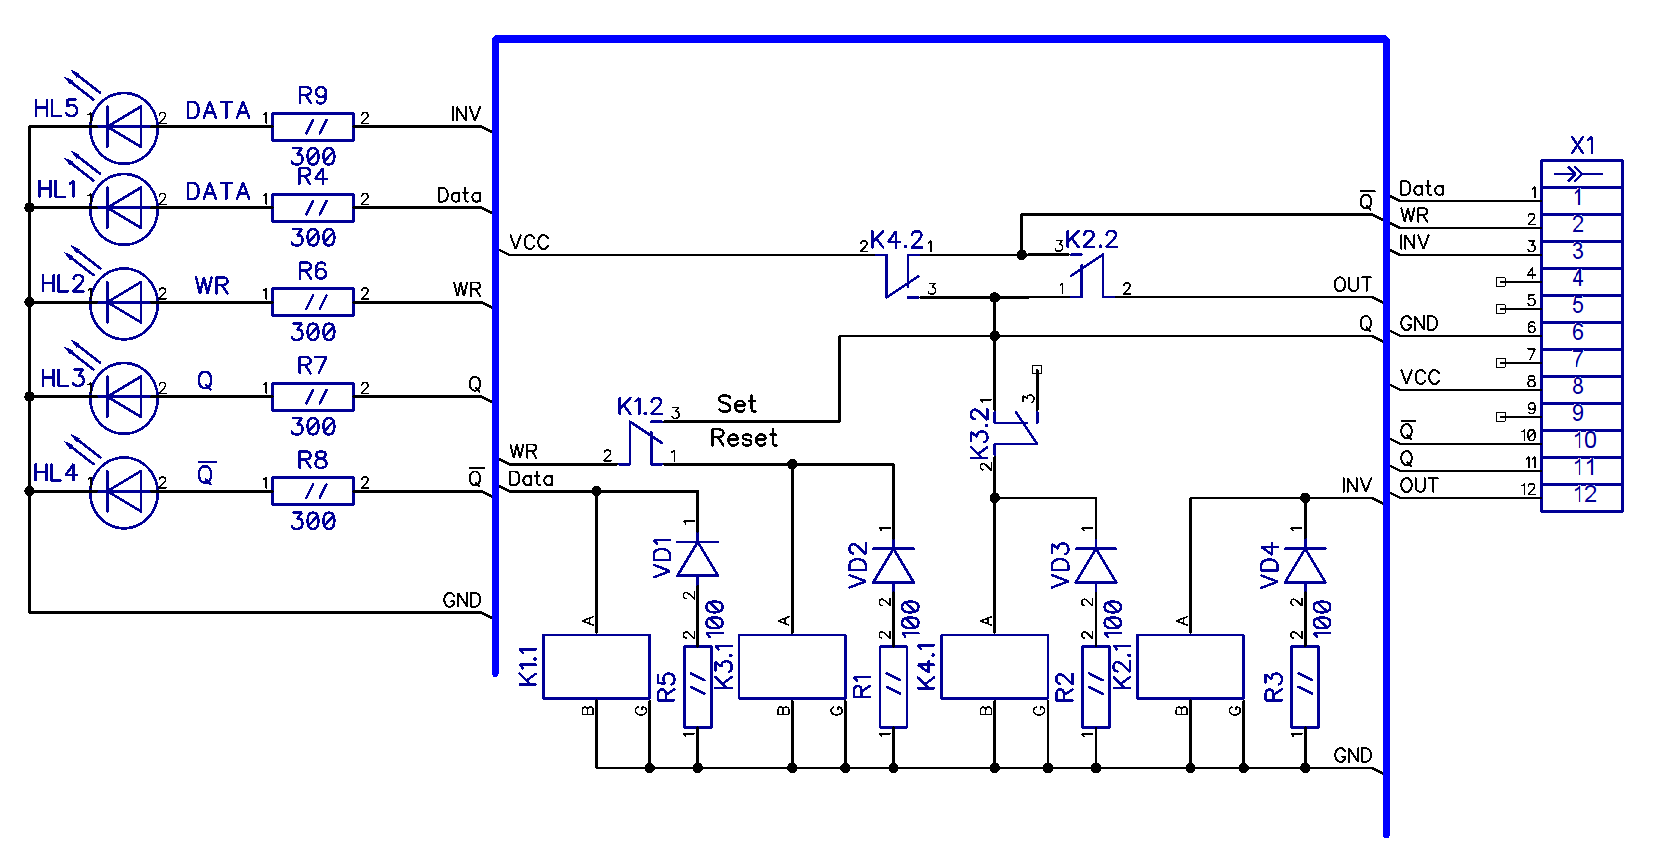 HL5 1 2 DATA 1 R9 2 INV
300
HL1 1 2 DATA 1 R4 2 Data
300
HL2 1 2 WR 1 R6 2 WR
300
HL3 1 2 Q 1 R7 2 Q
300
HL4 1 2 Q̅ 1 R8 2 Q̅
300
GND
VCC
2 K4.2 1
3
3 K2.2
1 2
Q̅
OUT
Q
K1.2 3 Set
Reset
2 1
WR
Data
1 3
K3.2
2
INV
1 VD1 2
1 VD2 2
1 VD3 2
1 VD4 2
K1.1 A B G
2 R5 100 1
K3.1 A B G
2 R1 100 1
K4.1 A B G
2 R2 100 1
K2.1 A B G
2 R3 100 1
GND
X1
Data 1 1
WR 2 2
INV 3 3
4 4
5 5
GND 6 6
7 7
VCC 8 8
9 9
Q̅ 10 10
Q 11 11
OUT 12 12